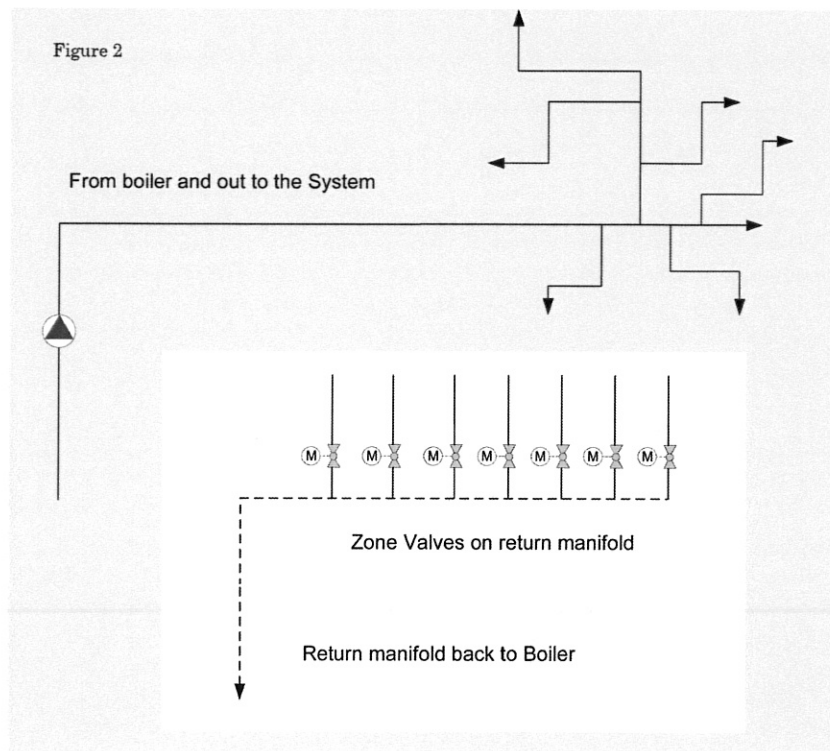 Figure 2
From boiler and out to the System
M M M M M M M
Zone Valves on return manifold
Return manifold back to Boiler